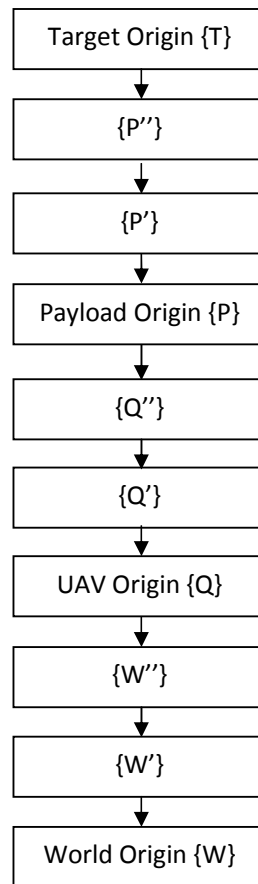 Target Origin {T}
{P’’}
{P’}
Payload Origin {P}
{Q’’}
{Q’}
UAV Origin {Q}
{W’’}
{W’}
World Origin {W}